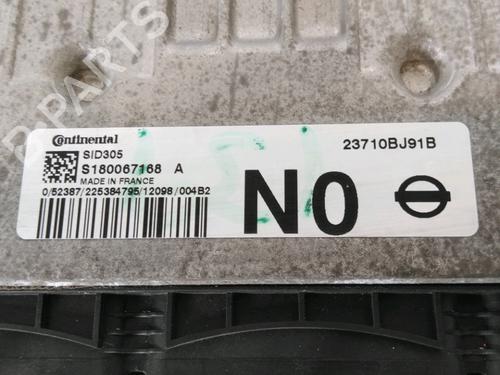 B-PARTS
Continental
SID305
S180067168 A
MADE IN FRANCE
0/52387/225384795/12098/004B2
23710BJ91B
N0